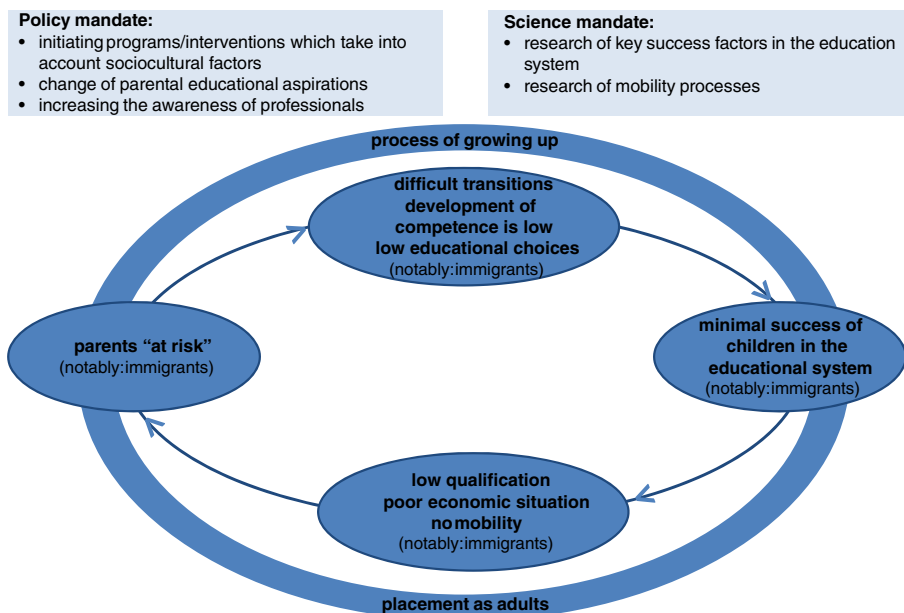 Policy mandate:
• initiating programs/interventions which take into
account sociocultural factors
• change of parental educational aspirations
• increasing the awareness of professionals
Science mandate:
• research of key success factors in the education
system
• research of mobility processes
process of growing up
difficult transitions
development of
competence is low
low educational choices
(notably:immigrants)
parents “at risk”
(notably:immigrants)
minimal success of
children in the
educational system
(notably:immigrants)
low qualification
poor economic situation
no mobility
(notably:immigrants)
placement as adults